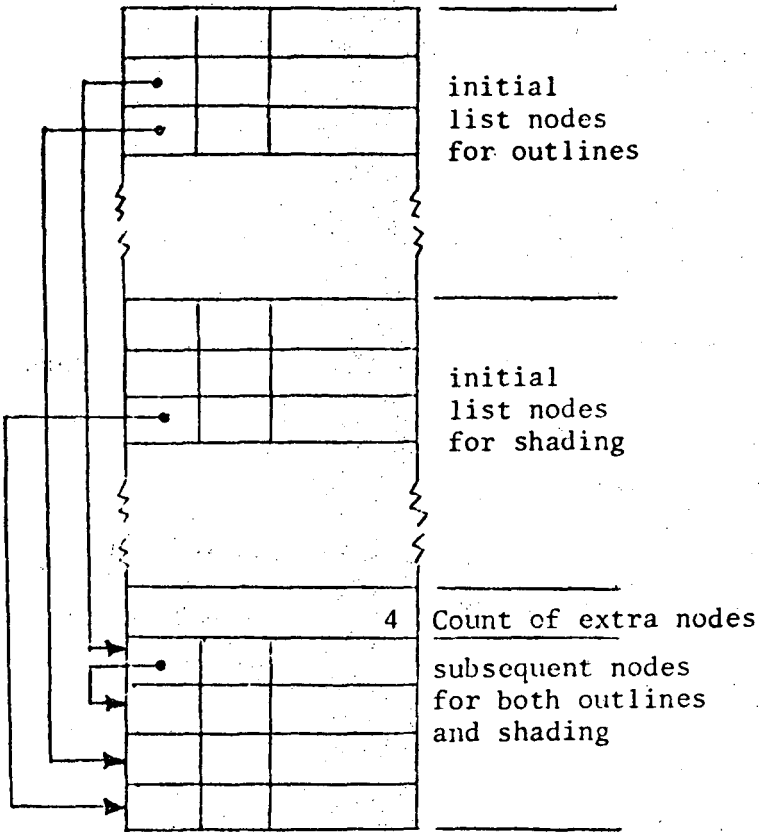 initial
list nodes
for outlines
initial
list nodes
for shading
4 Count of extra nodes
subsequent nodes
for both outlines
and shading